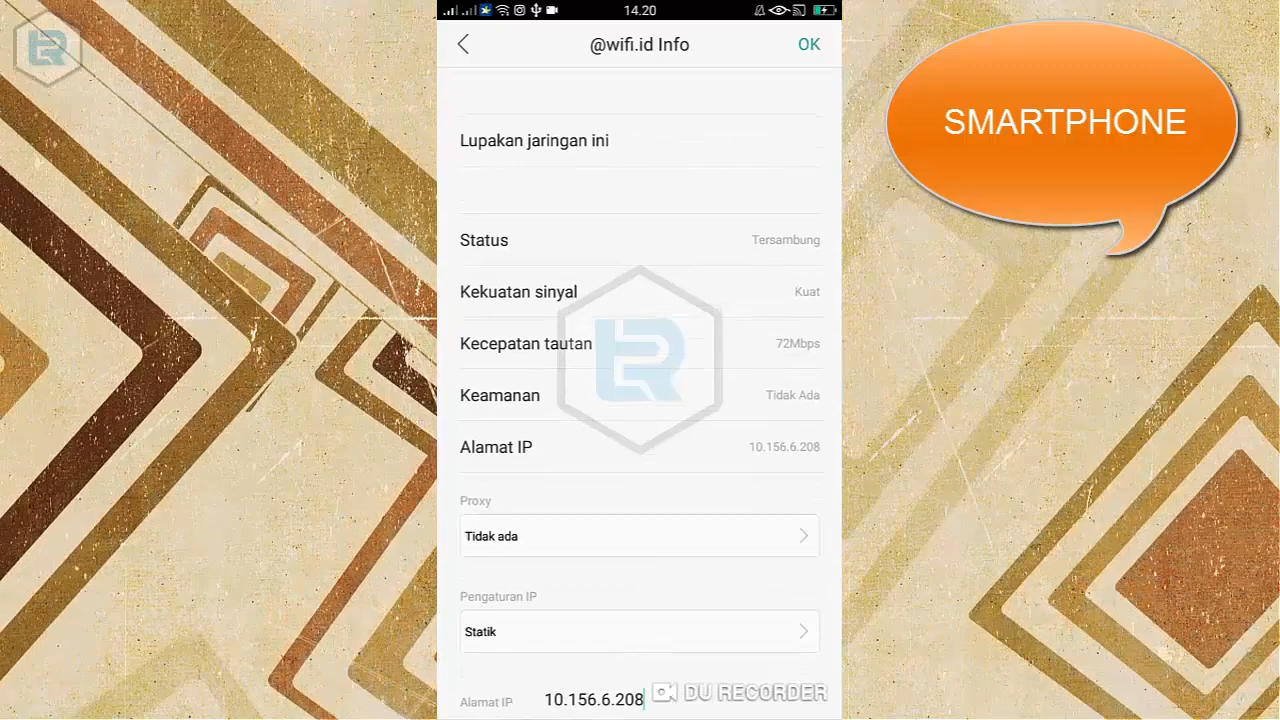 14.20
@wifi.id Info
OK
SMARTPHONE
Lupakan jaringan ini
Status
Tersambung
Kekuatan sinyal
Kuat
Kecepatan tautan
72Mbps
Keamanan
Tidak Ada
Alamat IP
10.156.6.208
Proxy
Tidak ada
Pengaturan IP
Statik
Alamat IP
10.156.6.208
DU RECORDER